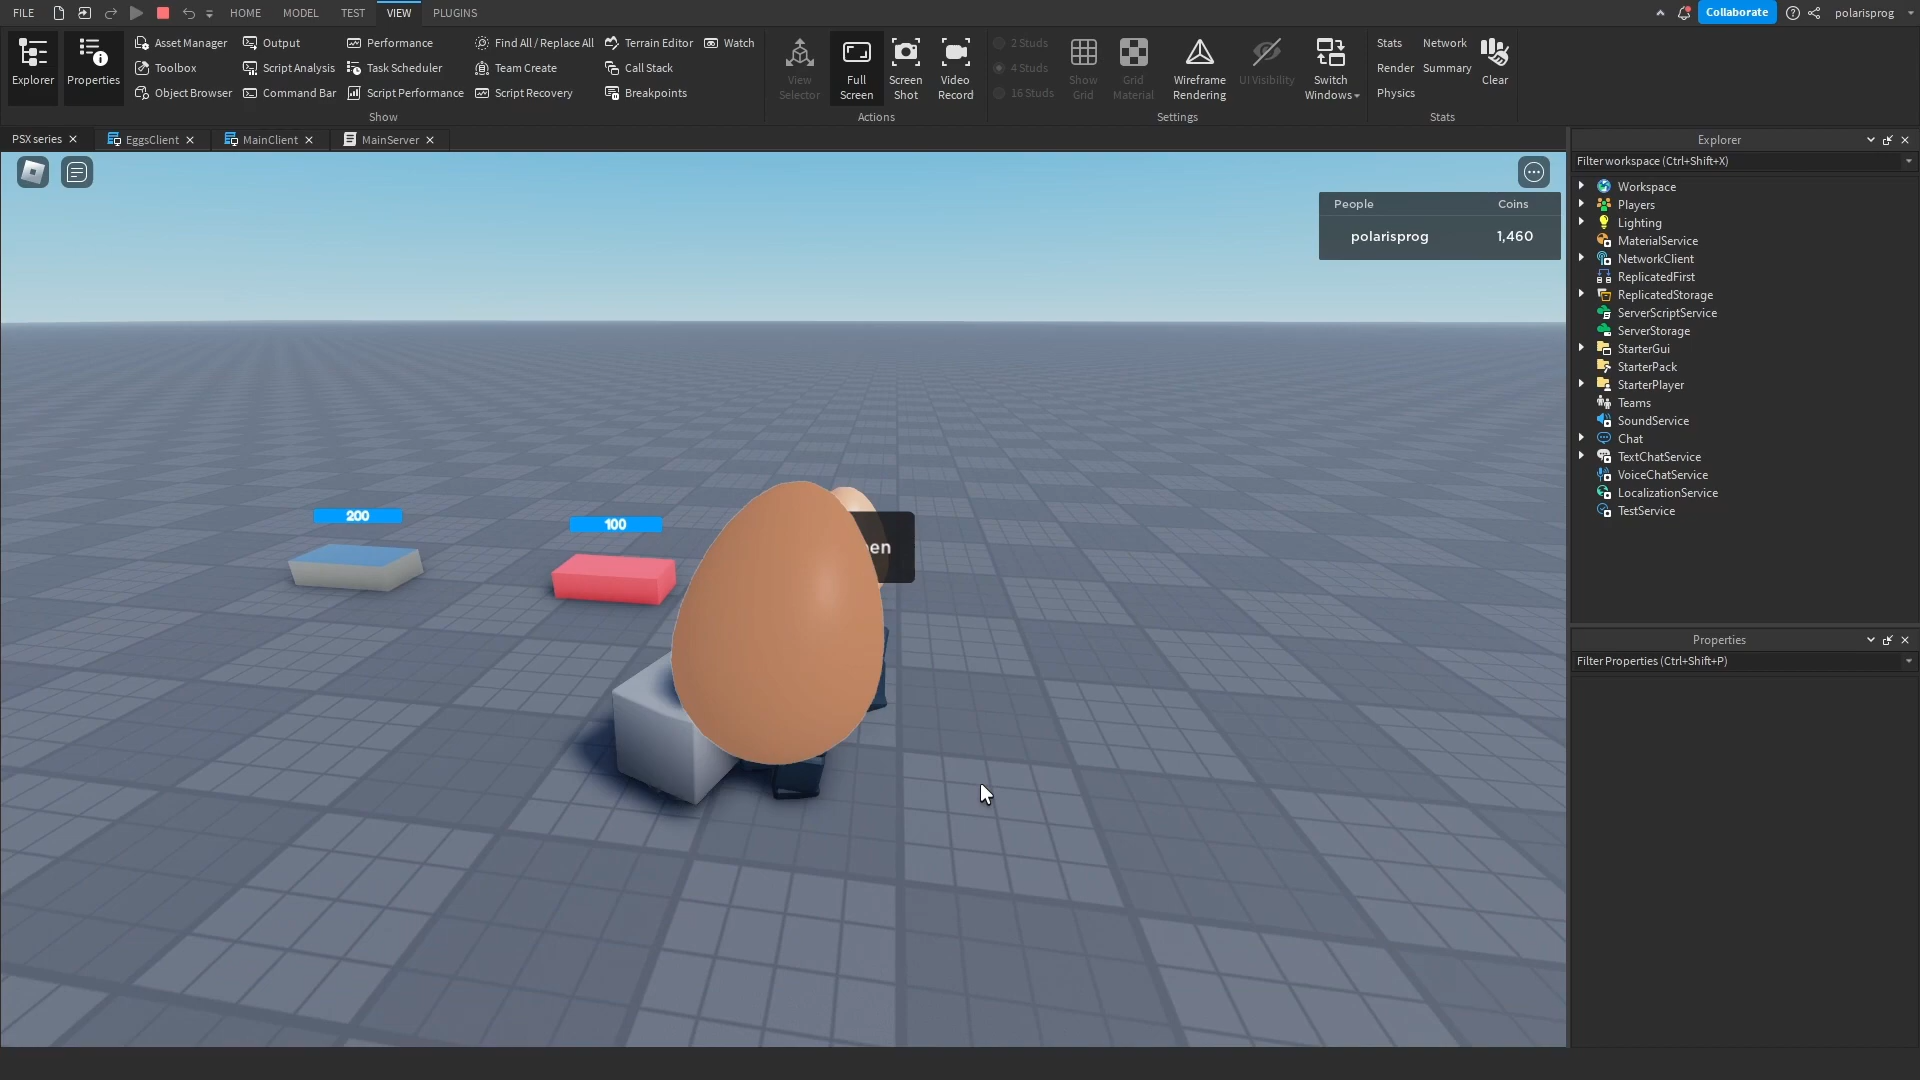 FILE HOME MODEL TEST VIEW PLUGINS Collaborate polarisprog
Explorer
Properties
Asset Manager
Toolbox
Object Browser
Output
Script Analysis
Command Bar
Performance
Task Scheduler
Script Performance
Find All / Replace All
Team Create
Script Recovery
Terrain Editor
Call Stack
Breakpoints
Watch
Show
View
Selector
Full
Screen
Screen
Shot
Video
Record
Actions
2 Studs
4 Studs
16 Studs
Show
Grid
Grid
Material
Wireframe
Rendering
UI Visibility
Switch
Windows
Settings
Stats
Render
Physics
Network
Summary
Clear
Stats
PSX series EggsClient MainClient MainServer
People Coins
polarisprog 1,460
200
100
en
Explorer
Filter workspace (Ctrl+Shift+X)
Workspace
Players
Lighting
MaterialService
NetworkClient
ReplicatedFirst
ReplicatedStorage
ServerScriptService
ServerStorage
StarterGui
StarterPack
StarterPlayer
Teams
SoundService
Chat
TextChatService
VoiceChatService
LocalizationService
TestService
Properties
Filter Properties (Ctrl+Shift+P)